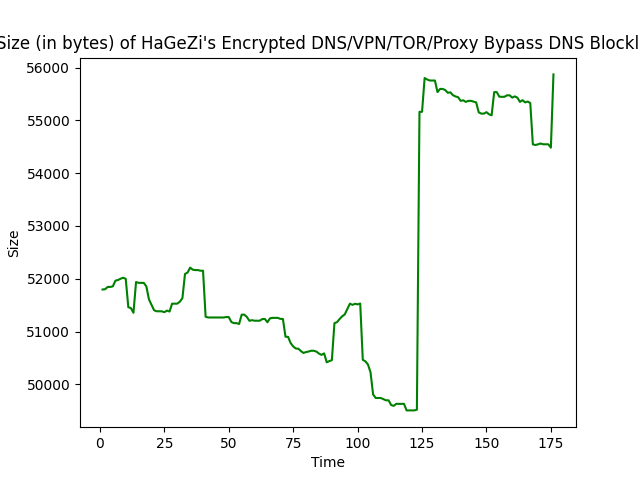 Size (in bytes) of HaGeZi's Encrypted DNS/VPN/TOR/Proxy Bypass DNS Blockl
56000
55000
54000
53000
52000
51000
50000
Size
0 25 50 75 100 125 150 175
Time